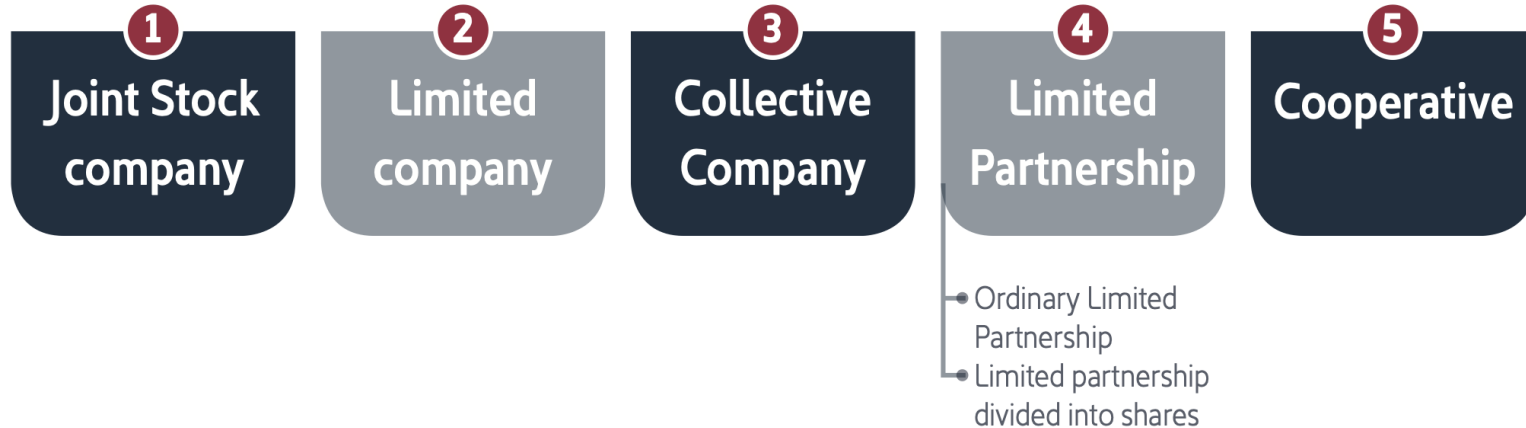 1
Joint Stock
company
2
Limited
company
3
Collective
Company
4
Limited
Partnership
Ordinary Limited
Partnership
Limited partnership
divided into shares
5
Cooperative